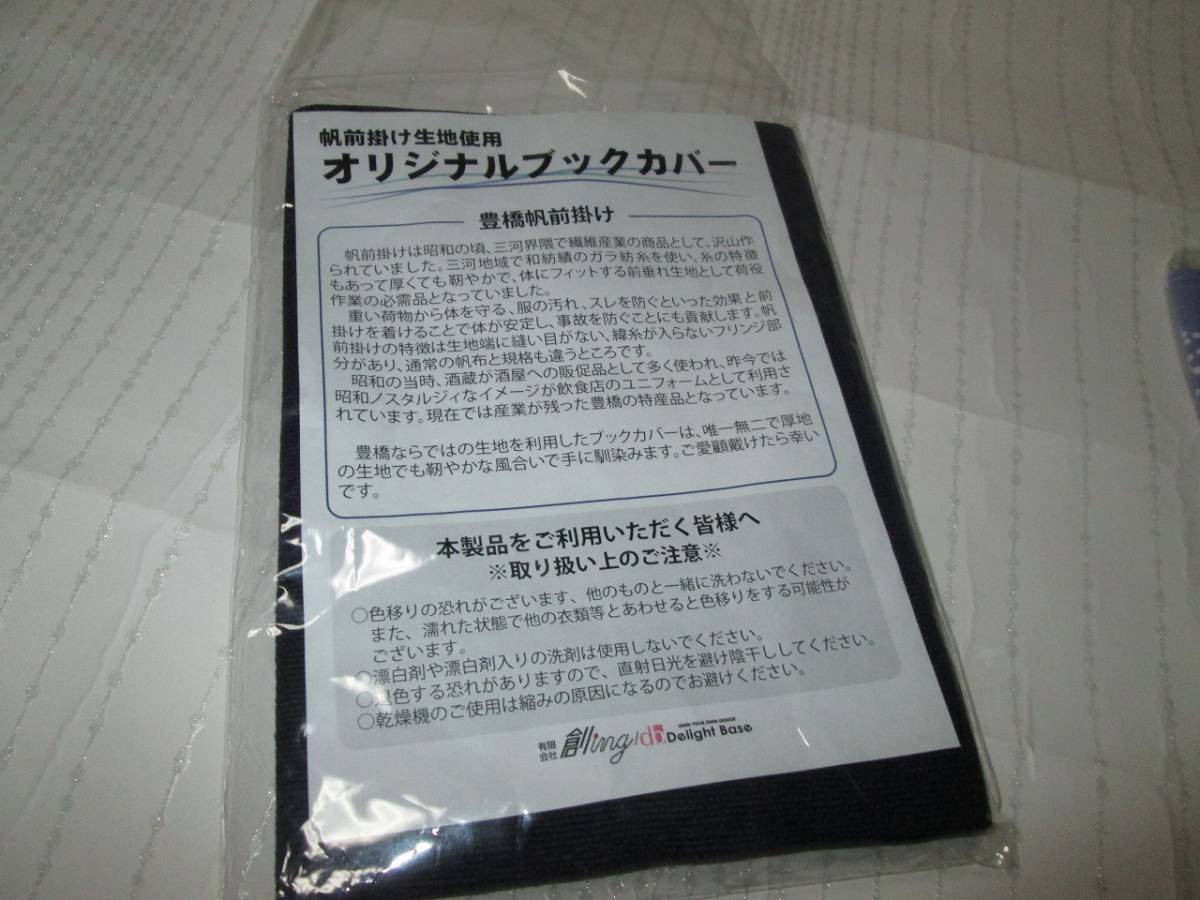 帆前掛け生地使用
オリジナルブックカバー
豊橋帆前掛け
帆前掛けは昭和の頃、三河界隈で繊維産業の商品として、沢山作
られていました。三河地域で和紡績のガラ紡糸を使い、糸の特徴
もあって厚くても靭やかで、体にフィットする前垂れ生地として荷役
作業の必需品となっていました。
重い荷物から体を守る、服の汚れ、スレを防ぐといった効果と前
掛けを着けることで体が安定し、事故を防ぐことにも貢献します。帆
前掛けの特徴は生地端に縫い目がない、緯糸が入らないフリンジ部
分があり、通常の帆布と規格も違うところです。
昭和の当時、酒蔵が酒屋への販促品として多く使われ、昨今では
昭和ノスタルジィなイメージが飲食店のユニフォームとして利用さ
れています。現在では産業が残った豊橋の特産品となっています。
豊橋ならではの生地を利用したブックカバーは、唯一無二で厚地
の生地でも靭やかな風合いで手に馴染みます。ご愛顧戴けたら幸い
です。
本製品をご利用いただく皆様へ
※取り扱い上のご注意※
○色移りの恐れがございます、他のものと一緒に洗わないでください。
また、濡れた状態で他の衣類等とあわせると色移りをする可能性が
ございます。
○漂白剤や漂白剤入りの洗剤は使用しないでください。
○退色する恐れがありますので、直射日光を避け陰干ししてください。
○乾燥機のご使用は縮みの原因になるのでお避けください。
有限会社 創ing/db. OWN YOUR OWN GOODS Delight Base